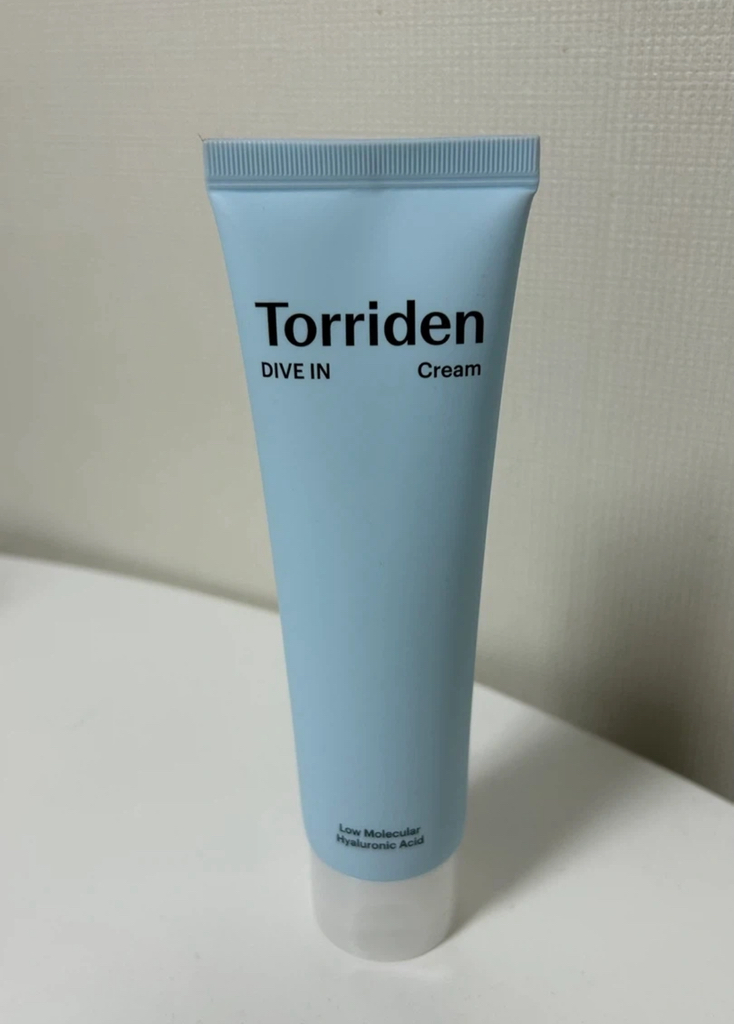 Torriden
DIVE IN Cream
Low Molecular
Hyaluronic Acid